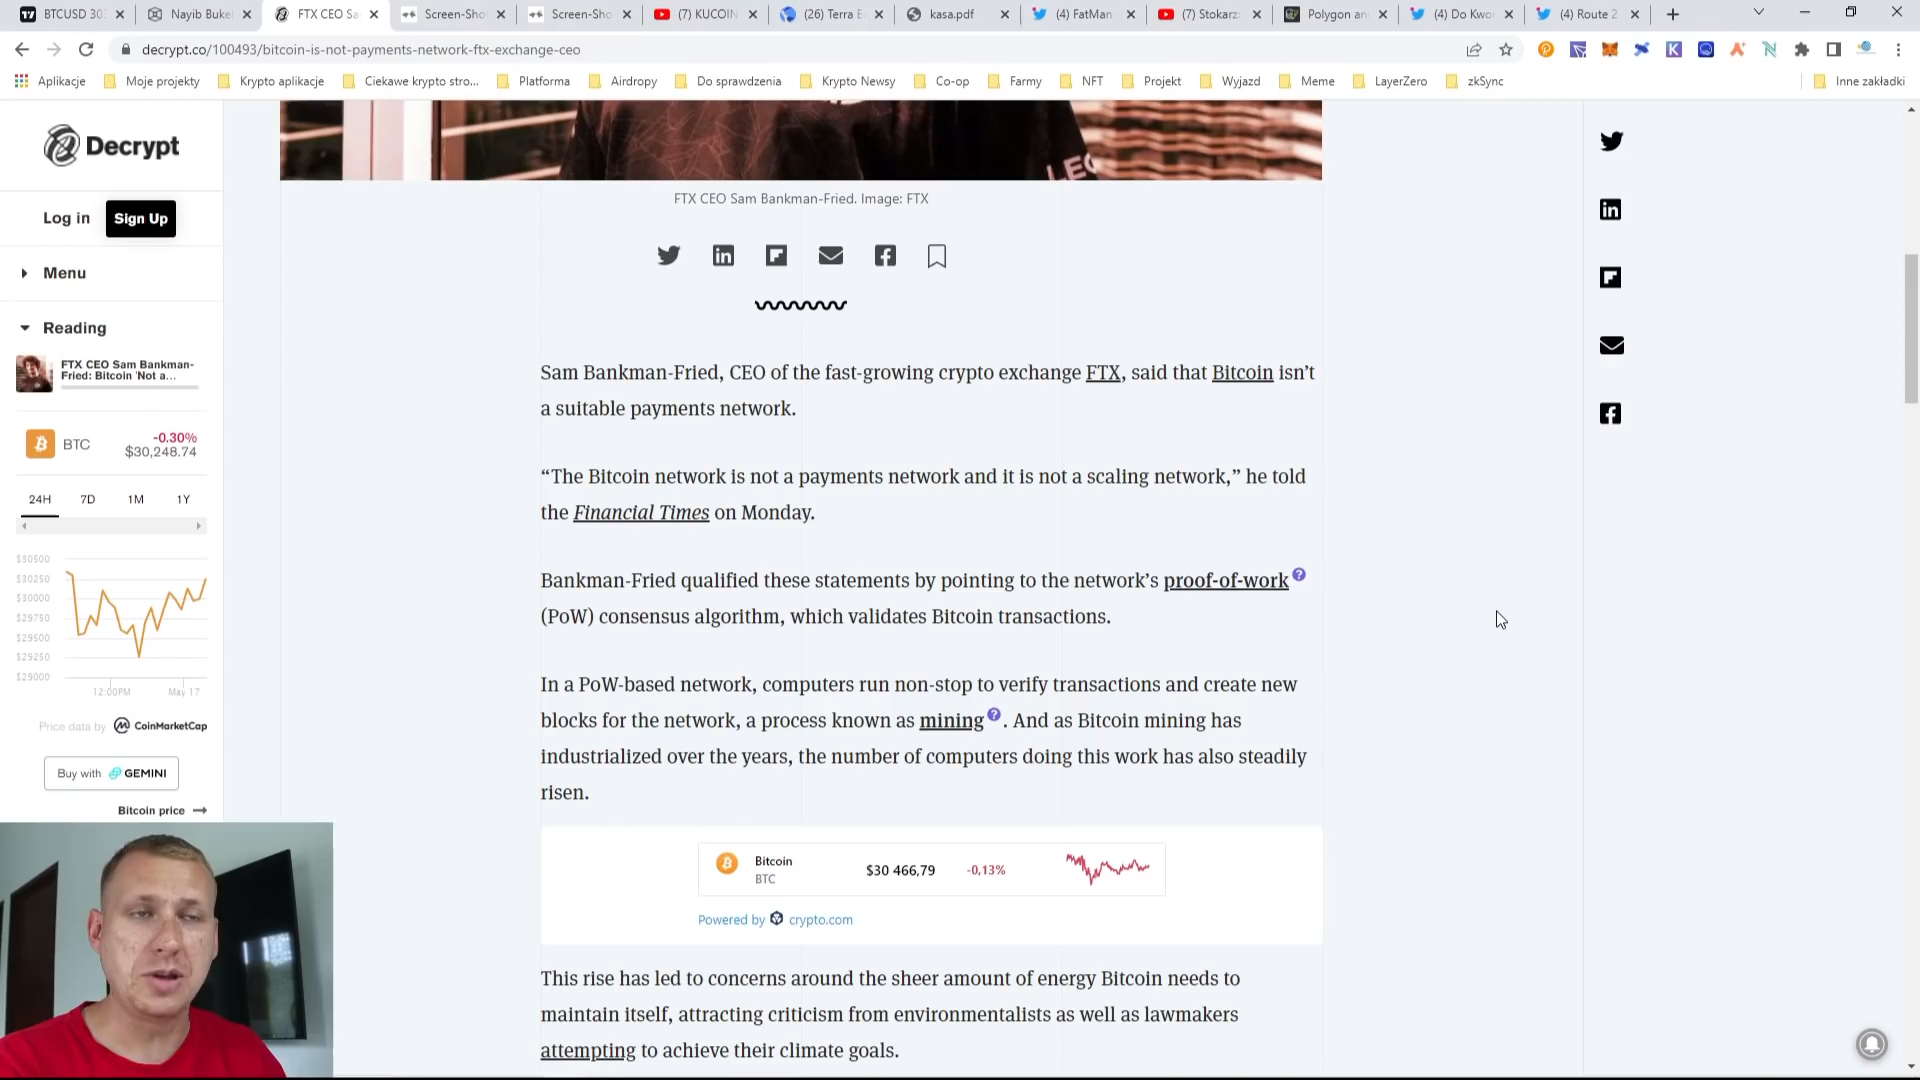 BTCUSD 303
Nayib Buke
FTX CEO Sa
Screen-Sho
Screen-Sho
(7) KUCOIN
(26) Terra E
kasa.pdf
(4) FatMan
(7) Stokarz
Polygon an
(4) Do Kwo
(4) Route 2
decrypt.co/100493/bitcoin-is-not-payments-network-ftx-exchange-ceo
Aplikacje
Moje projekty
Krypto aplikacje
Ciekawe krypto stro...
Platforma
Airdropy
Do sprawdzenia
Krypto Newsy
Co-op
Farmy
NFT
Projekt
Wyjazd
Meme
LayerZero
zkSync
Inne zakładki
Decrypt
Log in
Sign Up
Menu
Reading
FTX CEO Sam Bankman-
Fried: Bitcoin 'Not a...
BTC
-0.30%
$30,248.74
24H
7D
1M
1Y
$30500
$30250
$30000
$29750
$29500
$29250
$29000
12:00PM
May 17
Price data by CoinMarketCap
Buy with GEMINI
Bitcoin price
LEG
FTX CEO Sam Bankman-Fried. Image: FTX
Sam Bankman-Fried, CEO of the fast-growing crypto exchange FTX, said that Bitcoin isn’t
a suitable payments network.
“The Bitcoin network is not a payments network and it is not a scaling network,” he told
the Financial Times on Monday.
Bankman-Fried qualified these statements by pointing to the network’s proof-of-work ?
(PoW) consensus algorithm, which validates Bitcoin transactions.
In a PoW-based network, computers run non-stop to verify transactions and create new
blocks for the network, a process known as mining ? . And as Bitcoin mining has
industrialized over the years, the number of computers doing this work has also steadily
risen.
Bitcoin
BTC
$30 466,79
-0,13%
Powered by crypto.com
This rise has led to concerns around the sheer amount of energy Bitcoin needs to
maintain itself, attracting criticism from environmentalists as well as lawmakers
attempting to achieve their climate goals.